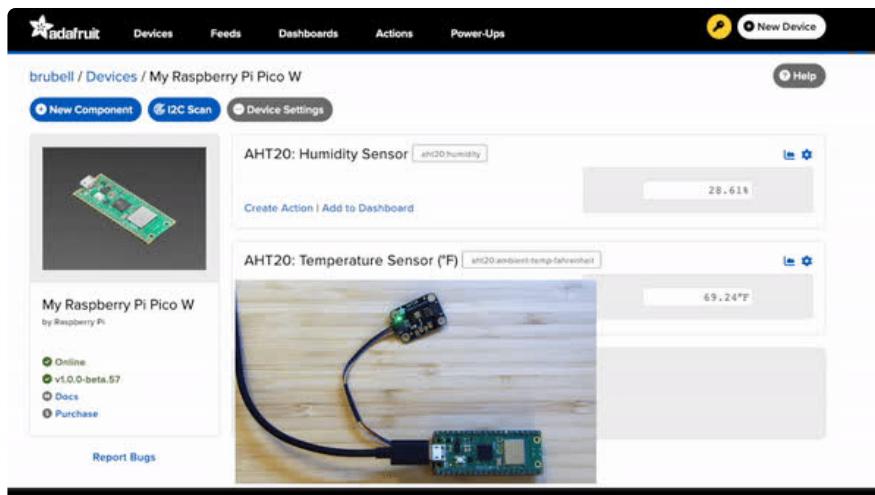 adafruit Devices Feeds Dashboards Actions Power-Ups New Device
brubell / Devices / My Raspberry Pi Pico W Help
New Component I2C Scan Device Settings
AHT20: Humidity Sensor aht20:humidity
28.61%
Create Action | Add to Dashboard
AHT20: Temperature Sensor (°F) aht20:ambient-temp-fahrenheit
69.24°F
My Raspberry Pi Pico W
by Raspberry Pi
Online
v1.0.0-beta.57
Docs
Purchase
Report Bugs